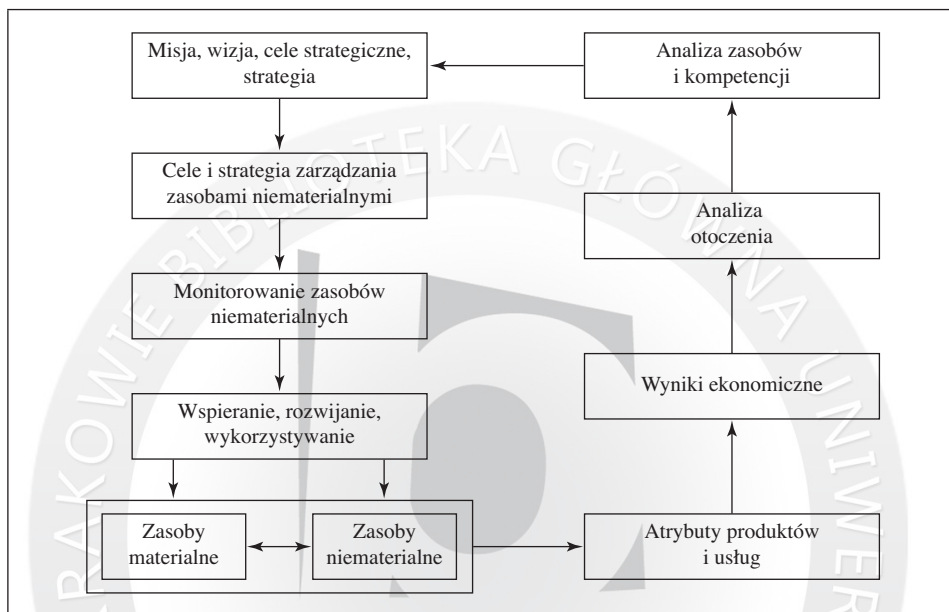 Misja, wizja, cele strategiczne,
strategia
Analiza zasobów
i kompetencji
Cele i strategia zarządzania
zasobami niematerialnymi
Analiza
otoczenia
Monitorowanie zasobów
niematerialnych
Wyniki ekonomiczne
Wspieranie, rozwijanie,
wykorzystywanie
Zasoby
materialne
Zasoby
niematerialne
Atrybuty produktów
i usług
KRAKOWIE BIBLIOTEKA GŁÓWNA UNIWER